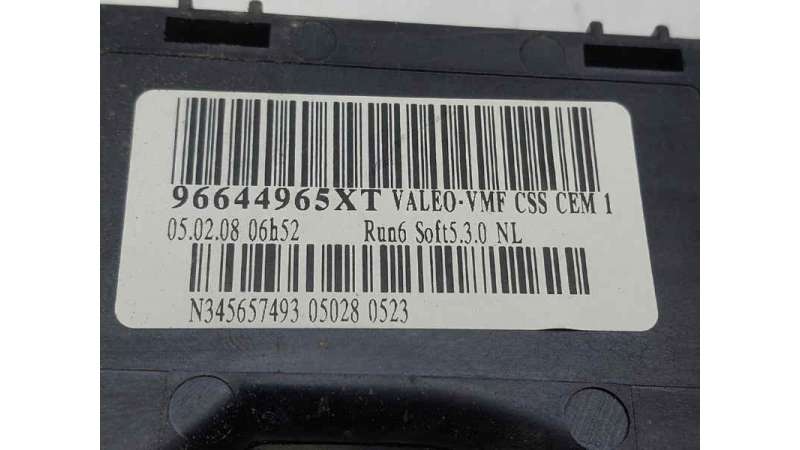 96644965XT VALEO-VMF CSS CEM 1
05.02.08 06h52 Run6 Soft5.3.0 NL
N345657493 05028 0523